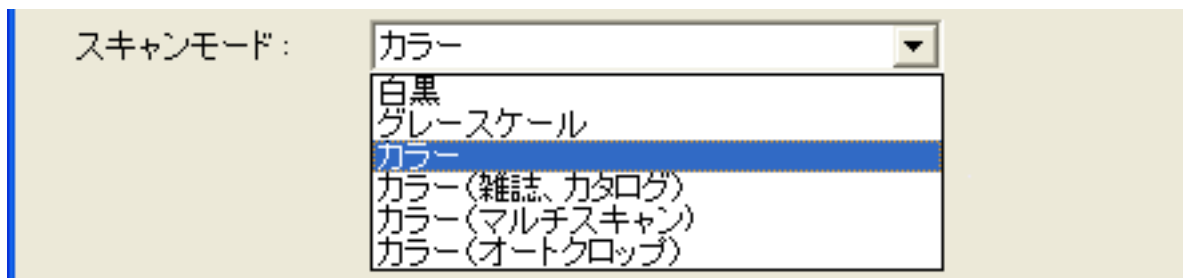 スキャンモード： カラー
白黒
グレースケール
カラー
カラー(雑誌、カタログ)
カラー(マルチスキャン)
カラー(オートクロップ)